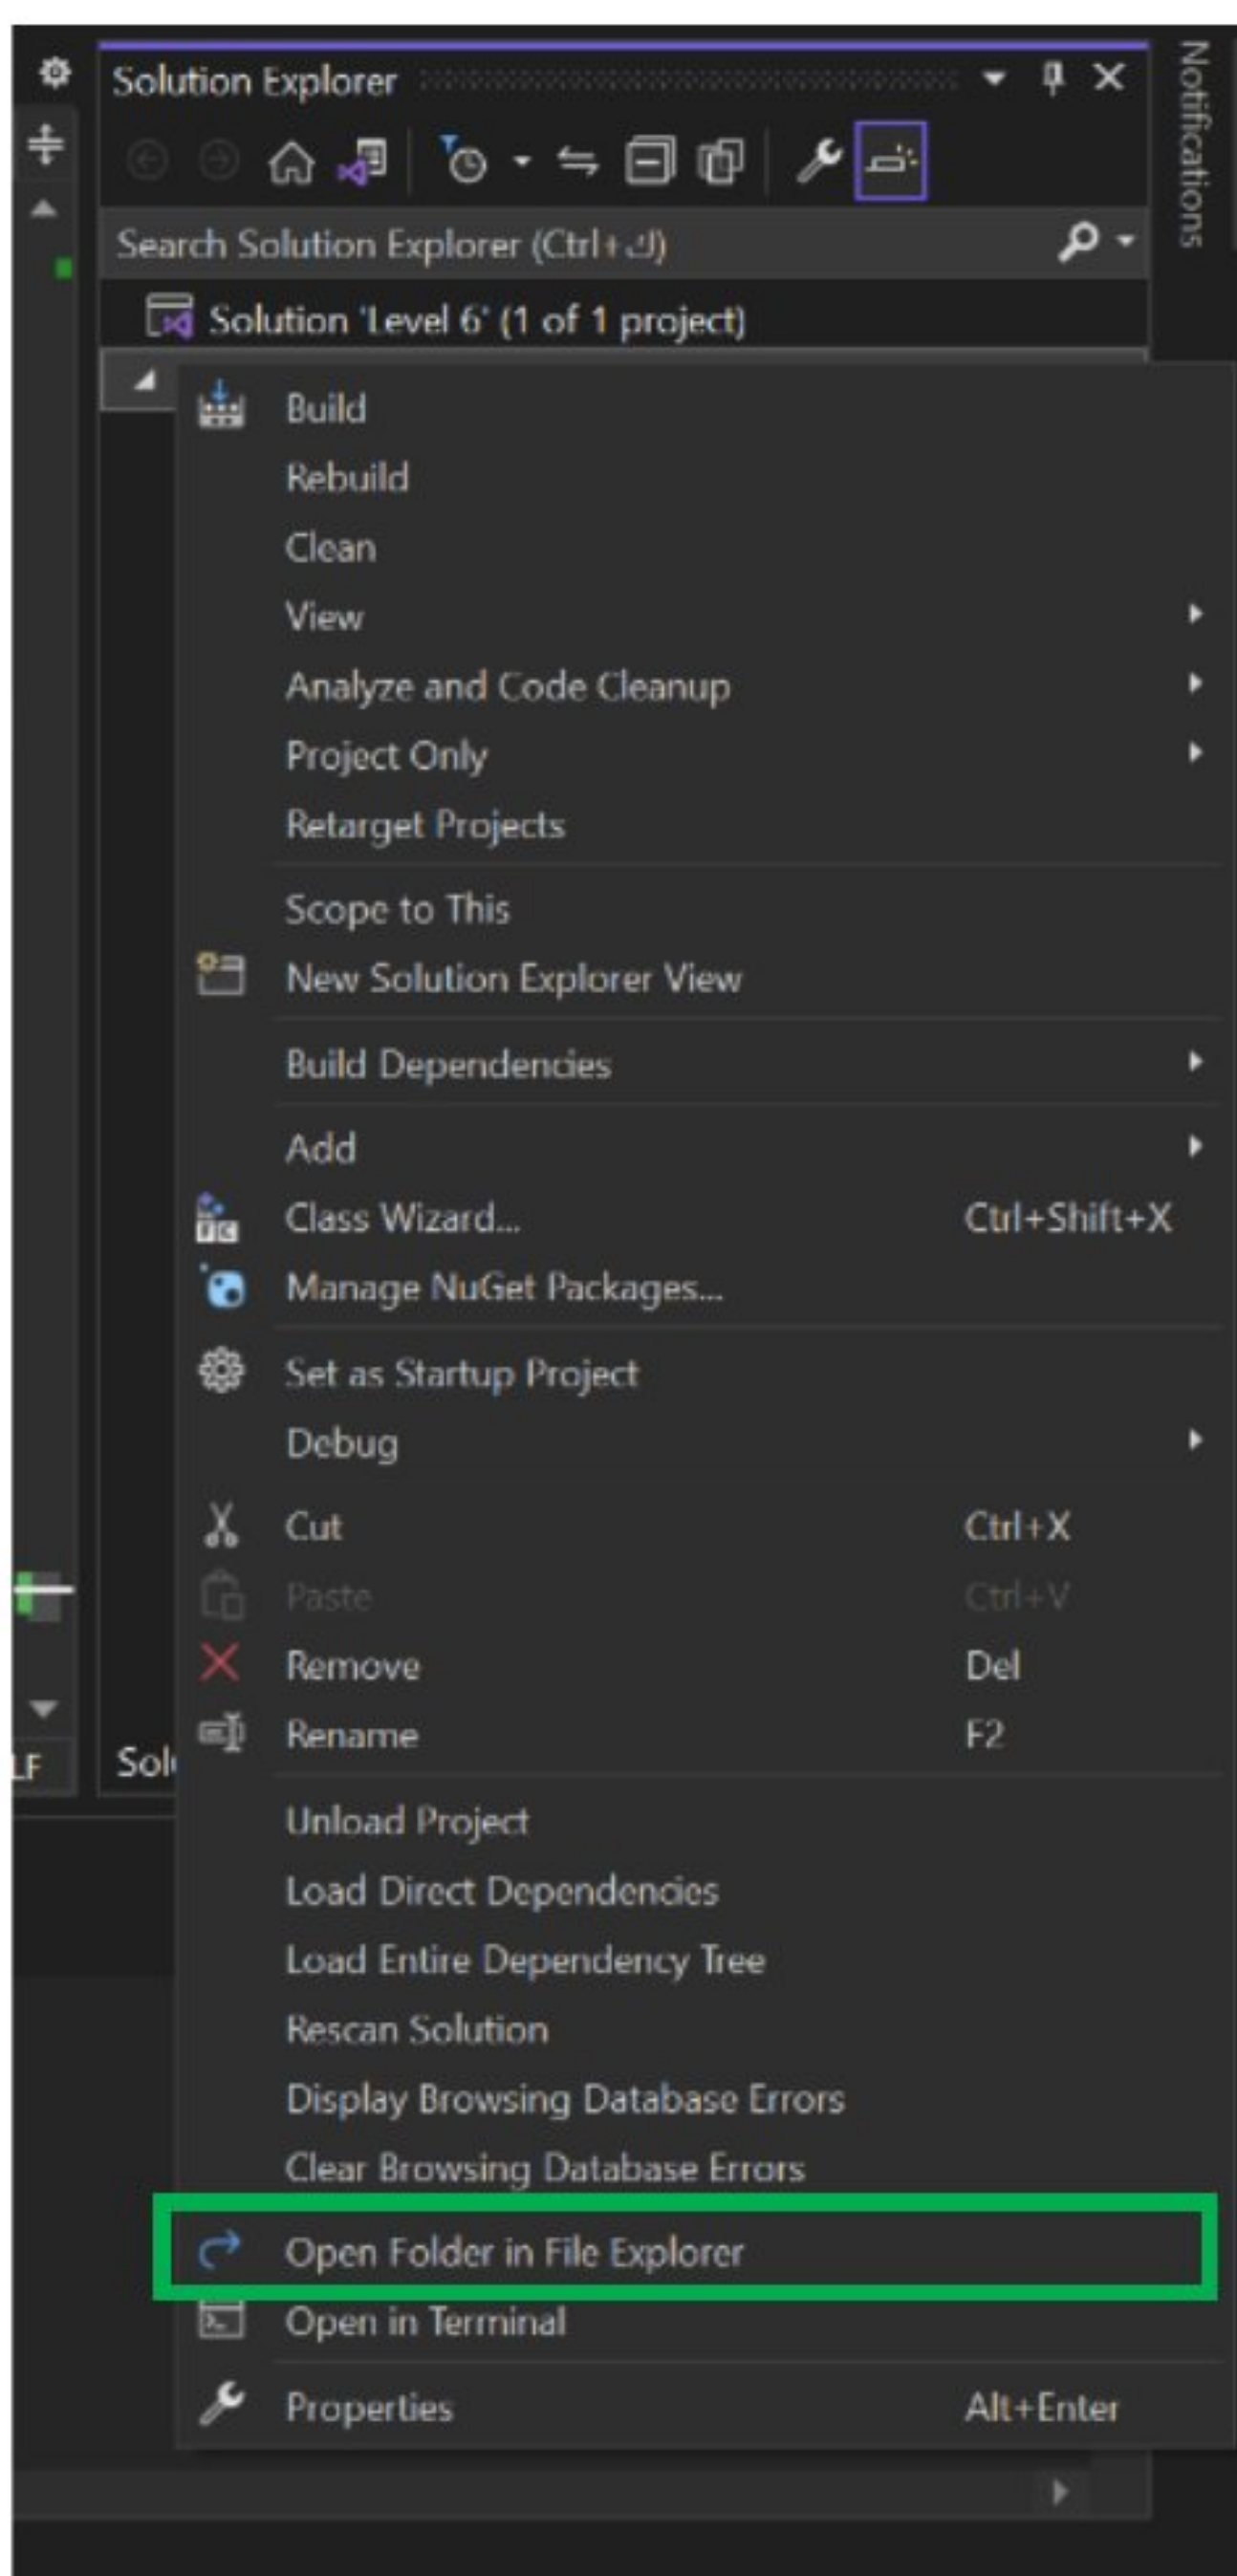 Solution Explorer
Notifications
Search Solution Explorer (Ctrl+ك)
Solution 'Level 6' (1 of 1 project)
Build
Rebuild
Clean
View
Analyze and Code Cleanup
Project Only
Retarget Projects
Scope to This
New Solution Explorer View
Build Dependencies
Add
Class Wizard... Ctrl+Shift+X
Manage NuGet Packages...
Set as Startup Project
Debug
Cut Ctrl+X
Paste Ctrl+V
Remove Del
Rename F2
LF Solu
Unload Project
Load Direct Dependencies
Load Entire Dependency Tree
Rescan Solution
Display Browsing Database Errors
Clear Browsing Database Errors
Open Folder in File Explorer
Open in Terminal
Properties Alt+Enter